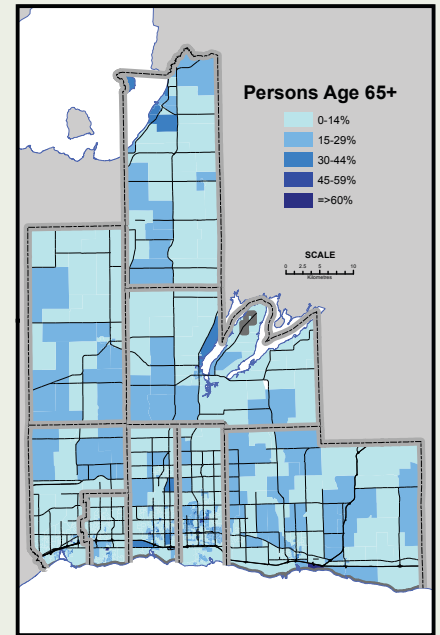 Persons Age 65+
0-14%
15-29%
30-44%
45-59%
=>60%
SCALE
0 2.5 5 10
Kilometres